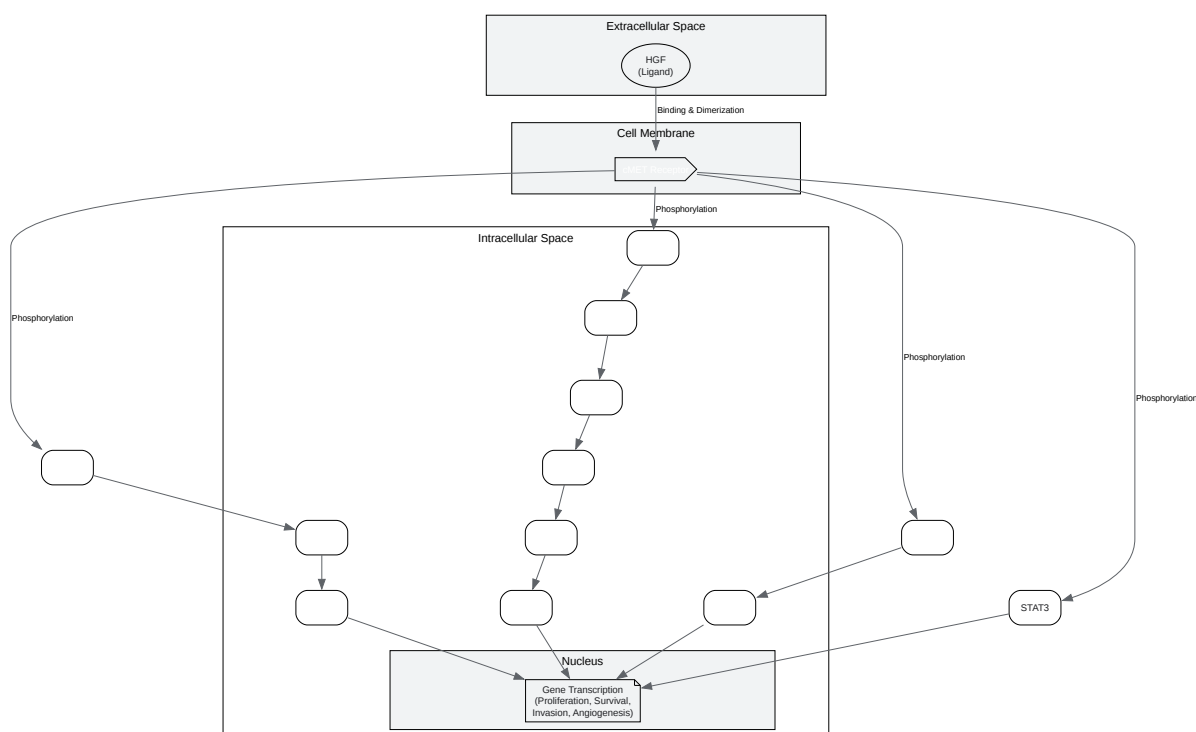 Extracellular Space
HGF
(Ligand)
Binding & Dimerization
Cell Membrane
Phosphorylation
Intracellular Space
Phosphorylation
Phosphorylation
Phosphorylation
STAT3
Nucleus
Gene Transcription
(Proliferation, Survival,
Invasion, Angiogenesis)